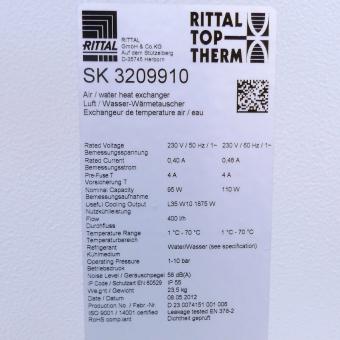 RITTAL
RITTAL
GmbH & Co.KG
Auf dem Stützelberg
D-35745 Herborn
RITTAL
TOP
THERM
SK 3209910
Air / water heat exchanger
Luft / Wasser-Wärmetauscher
Exchangeur de temperature air / eau
Rated Voltage 230 V / 50 Hz / 1~ 230 V / 60 Hz / 1~
Bemessungsspannung
Rated Current 0,40 A 0,48 A
Bemessungsstrom
Pre-Fuse T 4 A 4 A
Vorsicherung T
Nominal Capacity 95 W 110 W
Bemessungsaufnahme
Useful Cooling Output L35 W10 1875 W
Nutzkühlleistung
Flow 400 l/h
Durchfluss
Temperature Range 1 °C - 70 °C 1 °C - 70 °C
Temperaturbereich
Refrigerant Water/Wasser (see specification)
Kühlmedium
Operating Pressure 1-10 bar
Betriebsdruck
Noise Level / Geräuschpegel 56 dB(A)
IP Code / Schutzart EN 60529 IP 55
Weight / Gewicht 23,5 kg
Date / Datum 08.05.2012
Production No. / Fabr.-Nr. D 23 0074151 001 006
ISO 9001 / 14001 certified Leakage tested EN 378-2
RoHS compliant Dichtheit geprüft